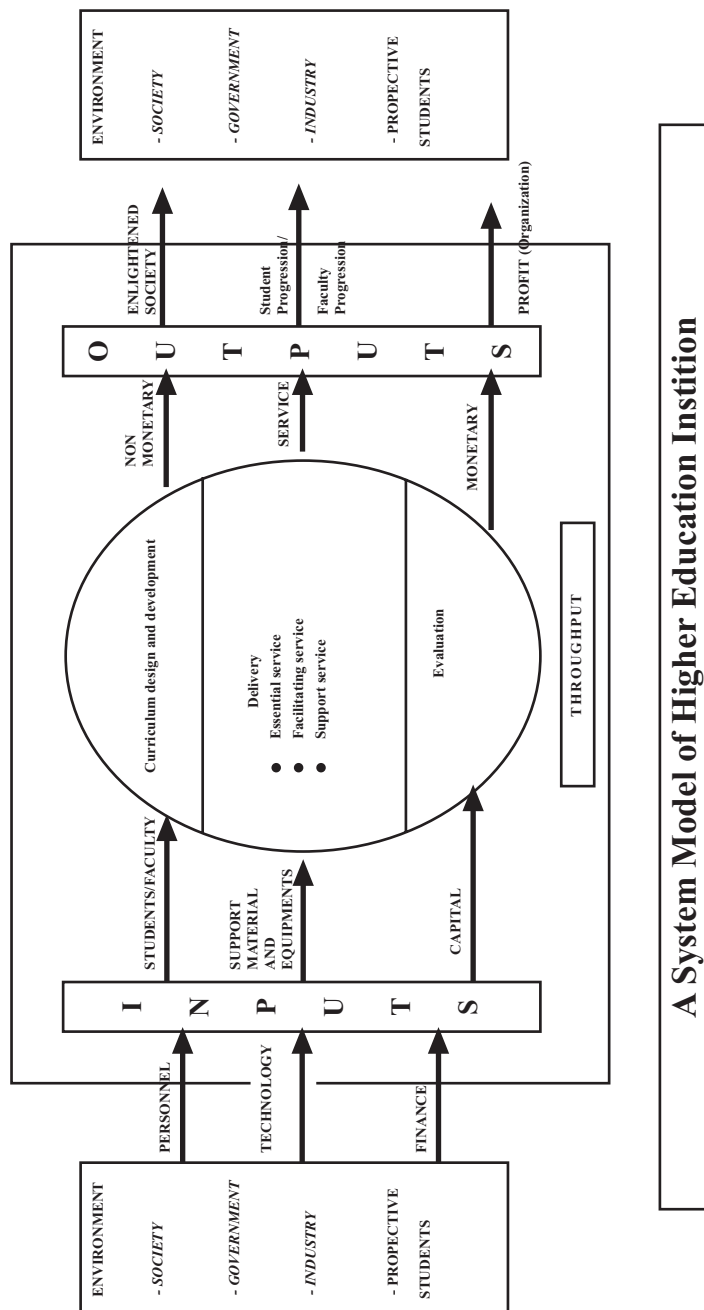 ENVIRONMENT
- SOCIETY
- GOVERNMENT
- INDUSTRY
- PROPECTIVE
STUDENTS
PERSONNEL
TECHNOLOGY
FINANCE
I N P U T S
STUDENTS/FACULTY
SUPPORT
MATERIAL
AND
EQUIPMENTS
CAPITAL
Curriculum design and development
Delivery
● Essential service
● Facilitating service
● Support service
Evaluation
THROUGHPUT
NON
MONETARY
SERVICE
MONETARY
O U T P U T S
ENLIGHTENED
SOCIETY
Student
Progression/
Faculty
Progression
PROFIT (Organization)
ENVIRONMENT
- SOCIETY
- GOVERNMENT
- INDUSTRY
- PROPECTIVE
STUDENTS
A System Model of Higher Education Instition